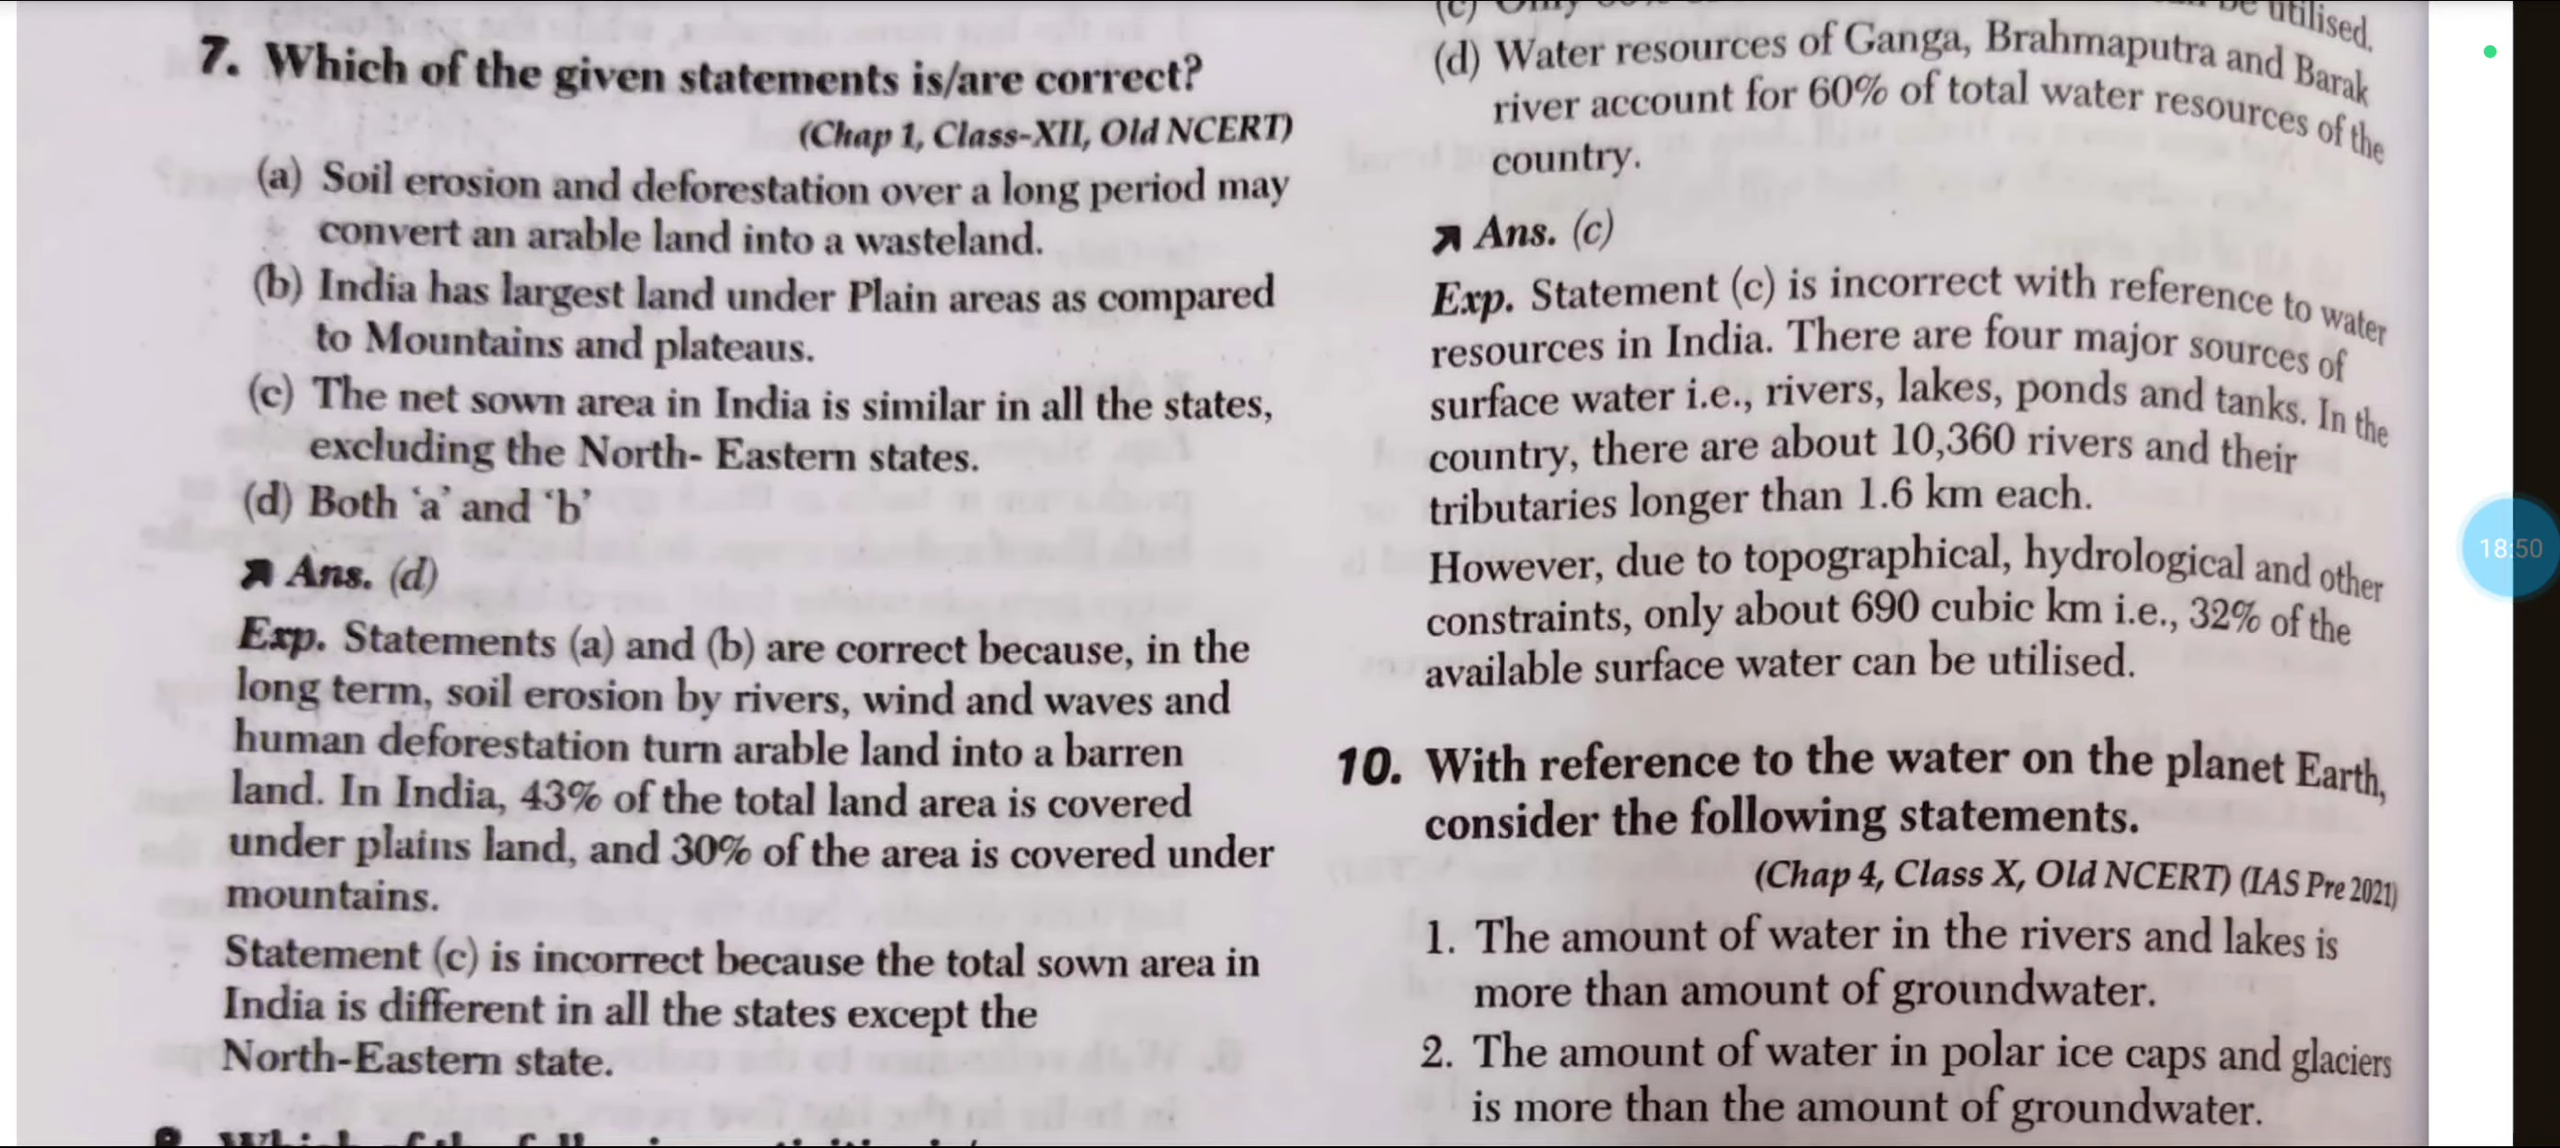 7. Which of the given statements is/are correct?
(Chap 1, Class-XII, Old NCERT)
(a) Soil erosion and deforestation over a long period may
convert an arable land into a wasteland.
(b) India has largest land under Plain areas as compared
to Mountains and plateaus.
(c) The net sown area in India is similar in all the states,
excluding the North- Eastern states.
(d) Both ‘a’ and ‘b’
Ans. (d)
Exp. Statements (a) and (b) are correct because, in the
long term, soil erosion by rivers, wind and waves and
human deforestation turn arable land into a barren
land. In India, 43% of the total land area is covered
under plains land, and 30% of the area is covered under
mountains.
Statement (c) is incorrect because the total sown area in
India is different in all the states except the
North-Eastern state.
(c) Only be utilised.
(d) Water resources of Ganga, Brahmaputra and Barak
river account for 60% of total water resources of the
country.
Ans. (c)
Exp. Statement (c) is incorrect with reference to water
resources in India. There are four major sources of
surface water i.e., rivers, lakes, ponds and tanks. In the
country, there are about 10,360 rivers and their
tributaries longer than 1.6 km each.
However, due to topographical, hydrological and other
constraints, only about 690 cubic km i.e., 32% of the
available surface water can be utilised.
10. With reference to the water on the planet Earth,
consider the following statements.
(Chap 4, Class X, Old NCERT) (IAS Pre 2021)
1. The amount of water in the rivers and lakes is
more than amount of groundwater.
2. The amount of water in polar ice caps and glaciers
is more than the amount of groundwater.
18:50